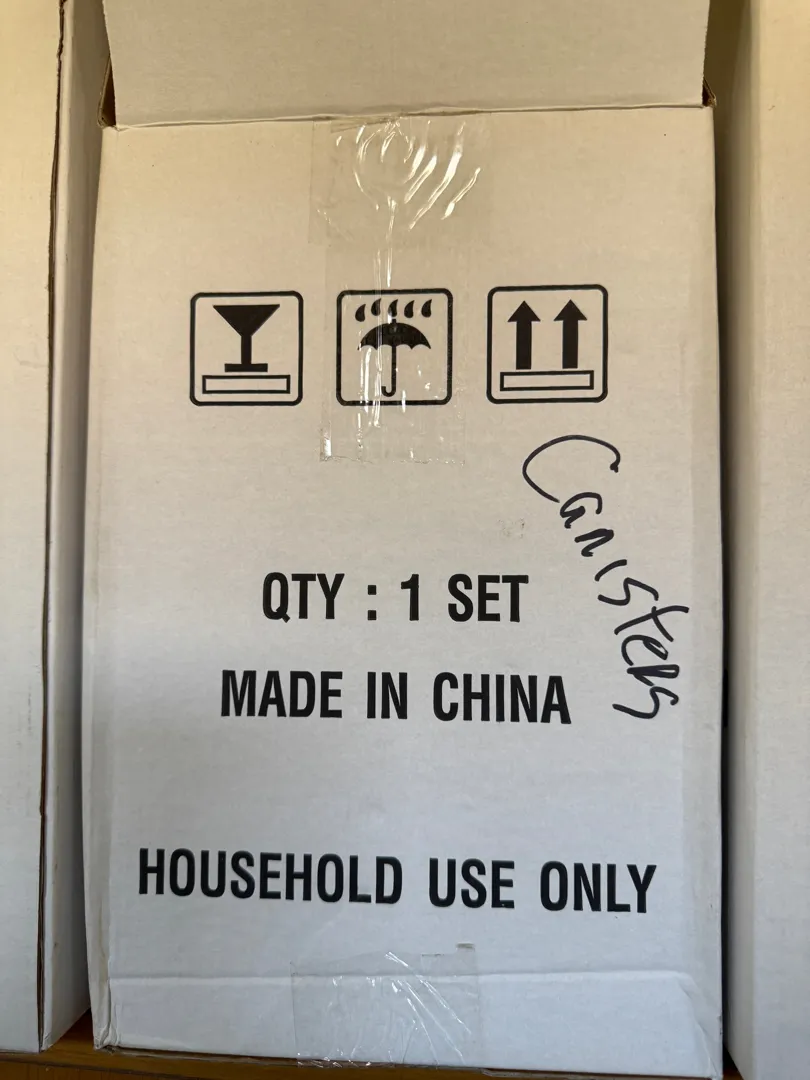 Canisters
QTY : 1 SET
MADE IN CHINA
HOUSEHOLD USE ONLY